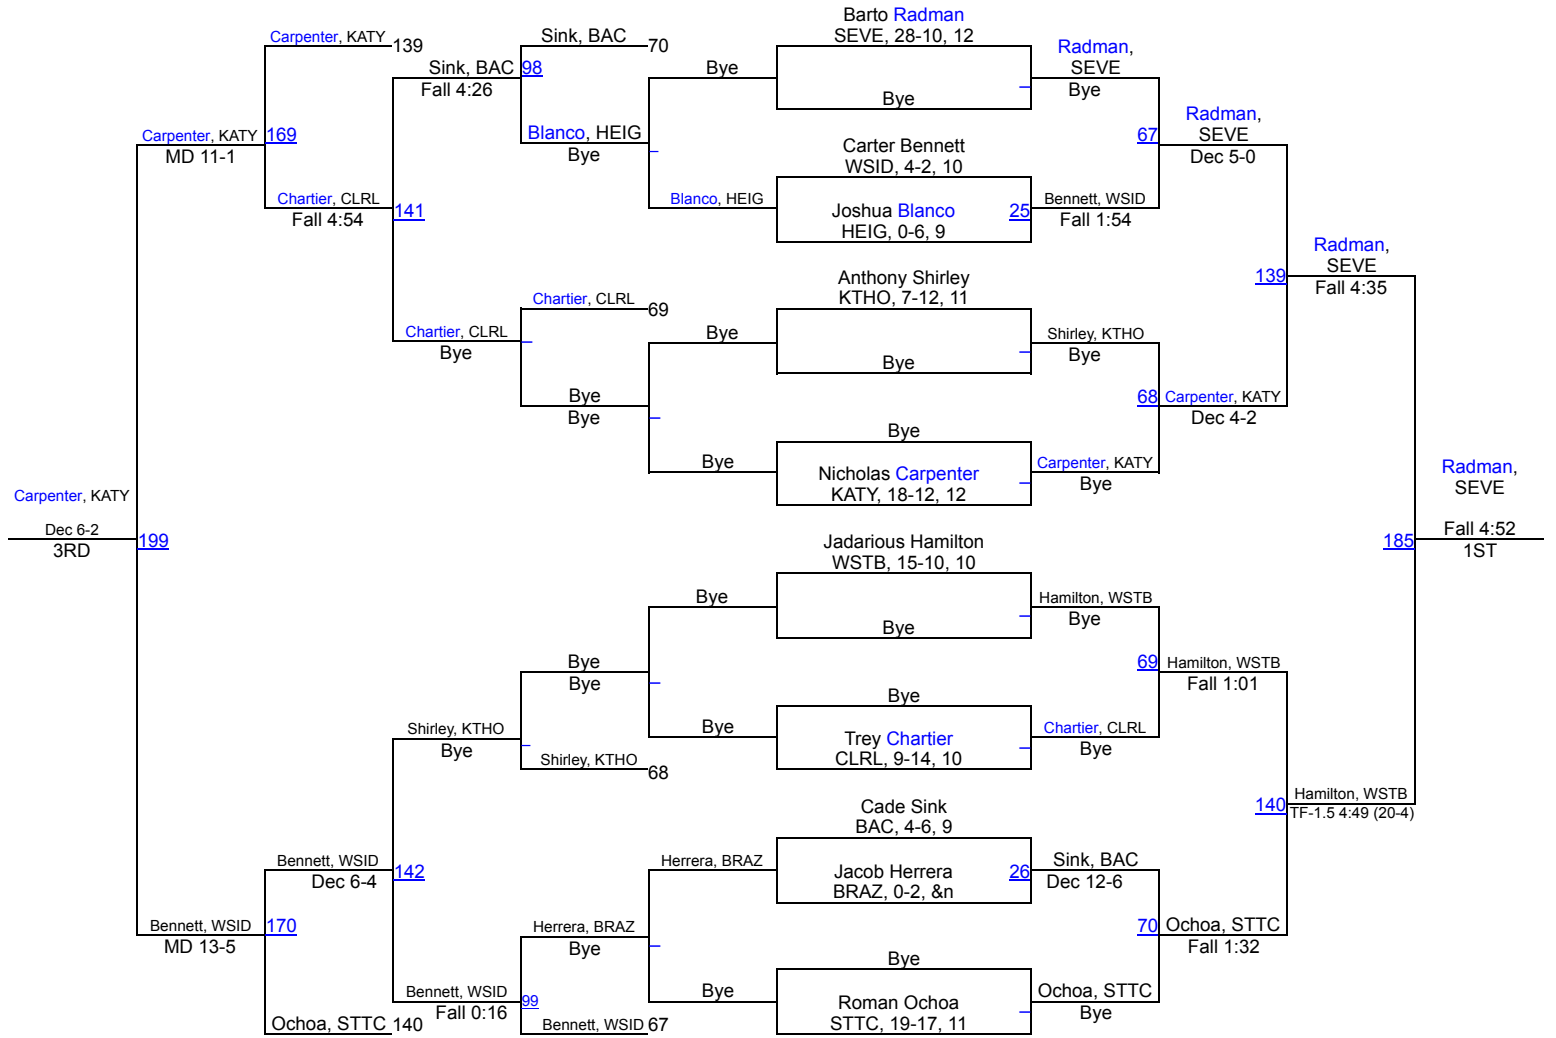 Barto Radman
SEVE, 28-10, 12
Carpenter, KATY
139
Sink, BAC
70
Radman,
SEVE
Bye
Sink, BAC
98
Fall 4:26
Bye
Bye
Radman,
SEVE
Dec 5-0
67
Carpenter, KATY
MD 11-1
169
Blanco, HEIG
Bye
Carter Bennett
WSID, 4-2, 10
Chartier, CLRL
Fall 4:54
141
Blanco, HEIG
Joshua Blanco
HEIG, 0-6, 9
25
Bennett, WSID
Fall 1:54
Radman,
SEVE
Fall 4:35
139
Anthony Shirley
KTHO, 7-12, 11
Chartier, CLRL
69
Chartier, CLRL
Bye
Bye
Bye
Shirley, KTHO
Bye
Bye
Bye
68
Carpenter, KATY
Dec 4-2
Bye
Bye
Nicholas Carpenter
KATY, 18-12, 12
Carpenter, KATY
Bye
Carpenter, KATY
Dec 6-2
3RD
199
Radman,
SEVE
Fall 4:52
1ST
185
Jadarious Hamilton
WSTB, 15-10, 10
Bye
Bye
Hamilton, WSTB
Bye
Bye
Bye
69
Hamilton, WSTB
Fall 1:01
Shirley, KTHO
Bye
Shirley, KTHO
68
Bye
Bye
Trey Chartier
CLRL, 9-14, 10
Chartier, CLRL
Bye
Cade Sink
BAC, 4-6, 9
140
Hamilton, WSTB
TF-1.5 4:49 (20-4)
Bennett, WSID
Dec 6-4
142
Herrera, BRAZ
Jacob Herrera
BRAZ, 0-2, &n
26
Sink, BAC
Dec 12-6
Bennett, WSID
MD 13-5
170
Herrera, BRAZ
Bye
70
Ochoa, STTC
Fall 1:32
Bennett, WSID
Fall 0:16
99
Bye
Bye
Roman Ochoa
STTC, 19-17, 11
Ochoa, STTC
Bye
Ochoa, STTC
140
Bennett, WSID
67